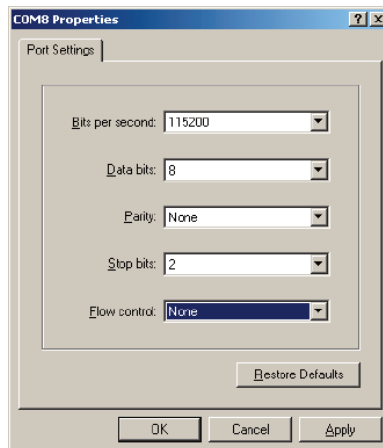 COM8 Properties
Port Settings
Bits per second: 115200
Data bits: 8
Parity: None
Stop bits: 2
Flow control: None
Restore Defaults
OK Cancel Apply